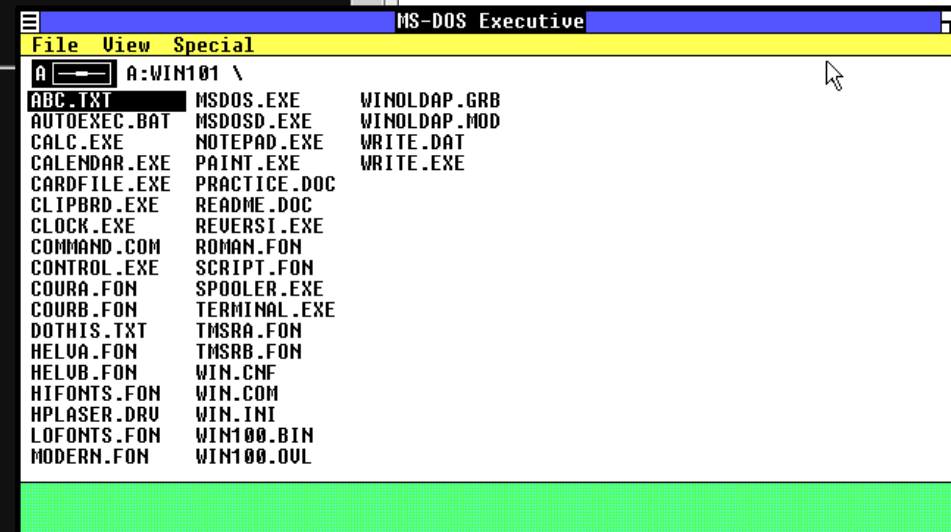 MS-DOS Executive
File View Special
A A:WIN101 \
ABC.TXT MSDOS.EXE WINOLDAP.GRB
AUTOEXEC.BAT MSDOSD.EXE WINOLDAP.MOD
CALC.EXE NOTEPAD.EXE WRITE.DAT
CALENDAR.EXE PAINT.EXE WRITE.EXE
CARDFILE.EXE PRACTICE.DOC
CLIPBRD.EXE README.DOC
CLOCK.EXE REVERSI.EXE
COMMAND.COM ROMAN.FON
CONTROL.EXE SCRIPT.FON
COURA.FON SPOOLER.EXE
COURB.FON TERMINAL.EXE
DOTHIS.TXT TMSRA.FON
HELVA.FON TMSRB.FON
HELVB.FON WIN.CNF
HIFONTS.FON WIN.COM
HPLASER.DRV WIN.INI
LOFONTS.FON WIN100.BIN
MODERN.FON WIN100.OVL